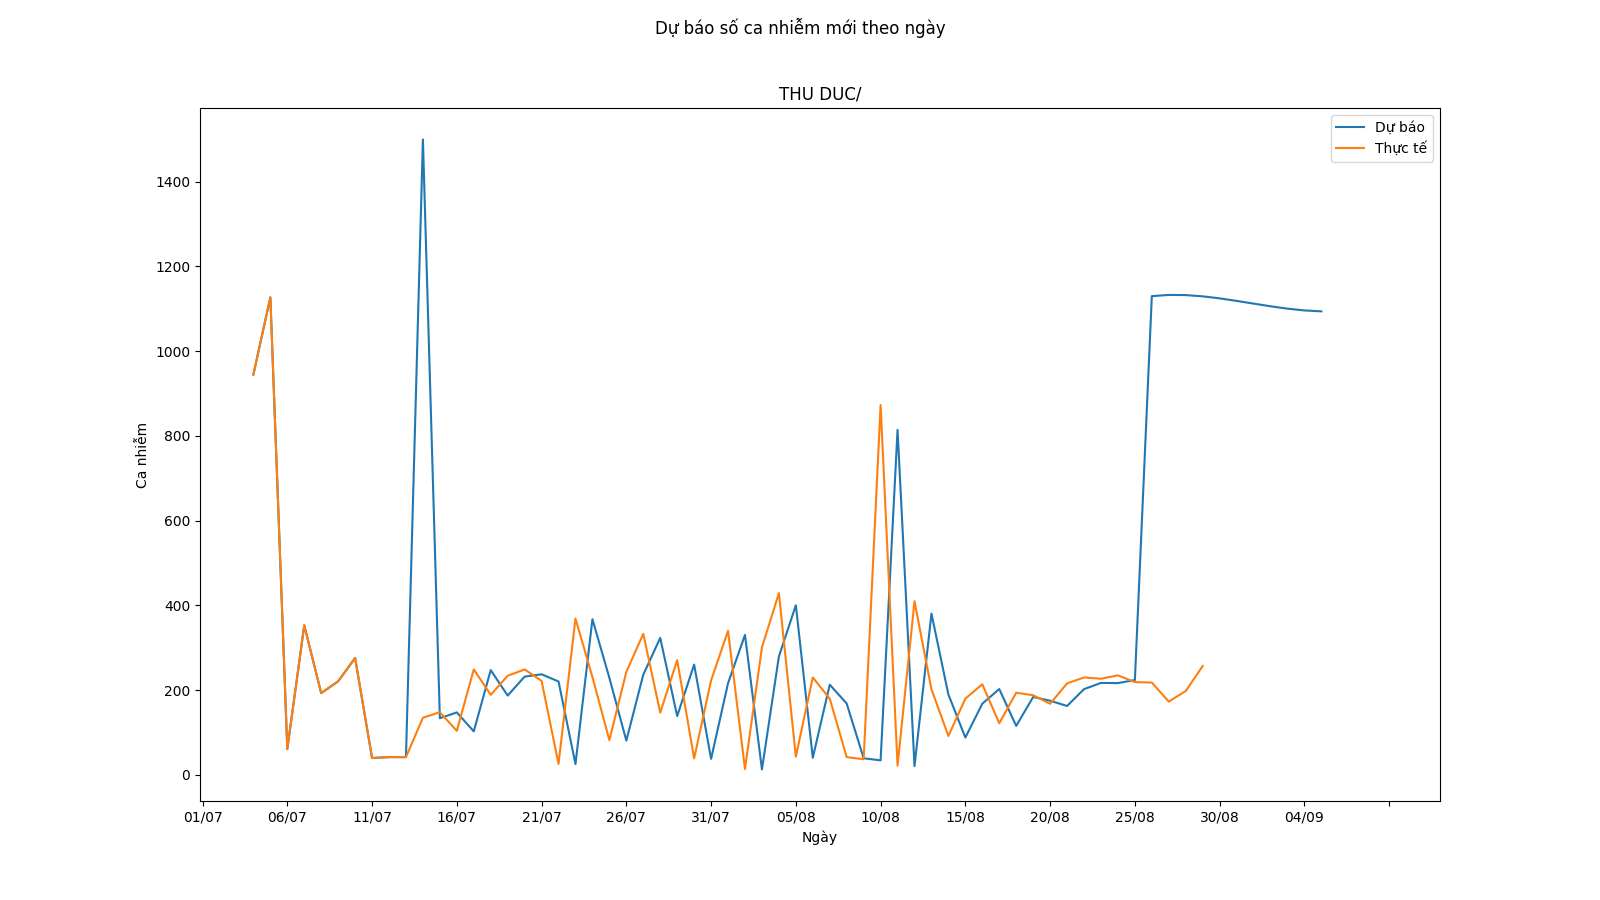 Dự báo số ca nhiễm mới theo ngày
THU DUC/
Dự báo
Thực tế
Ca nhiễm
1400
1200
1000
800
600
400
200
0
01/07 06/07 11/07 16/07 21/07 26/07 31/07 05/08 10/08 15/08 20/08 25/08 30/08 04/09
Ngày